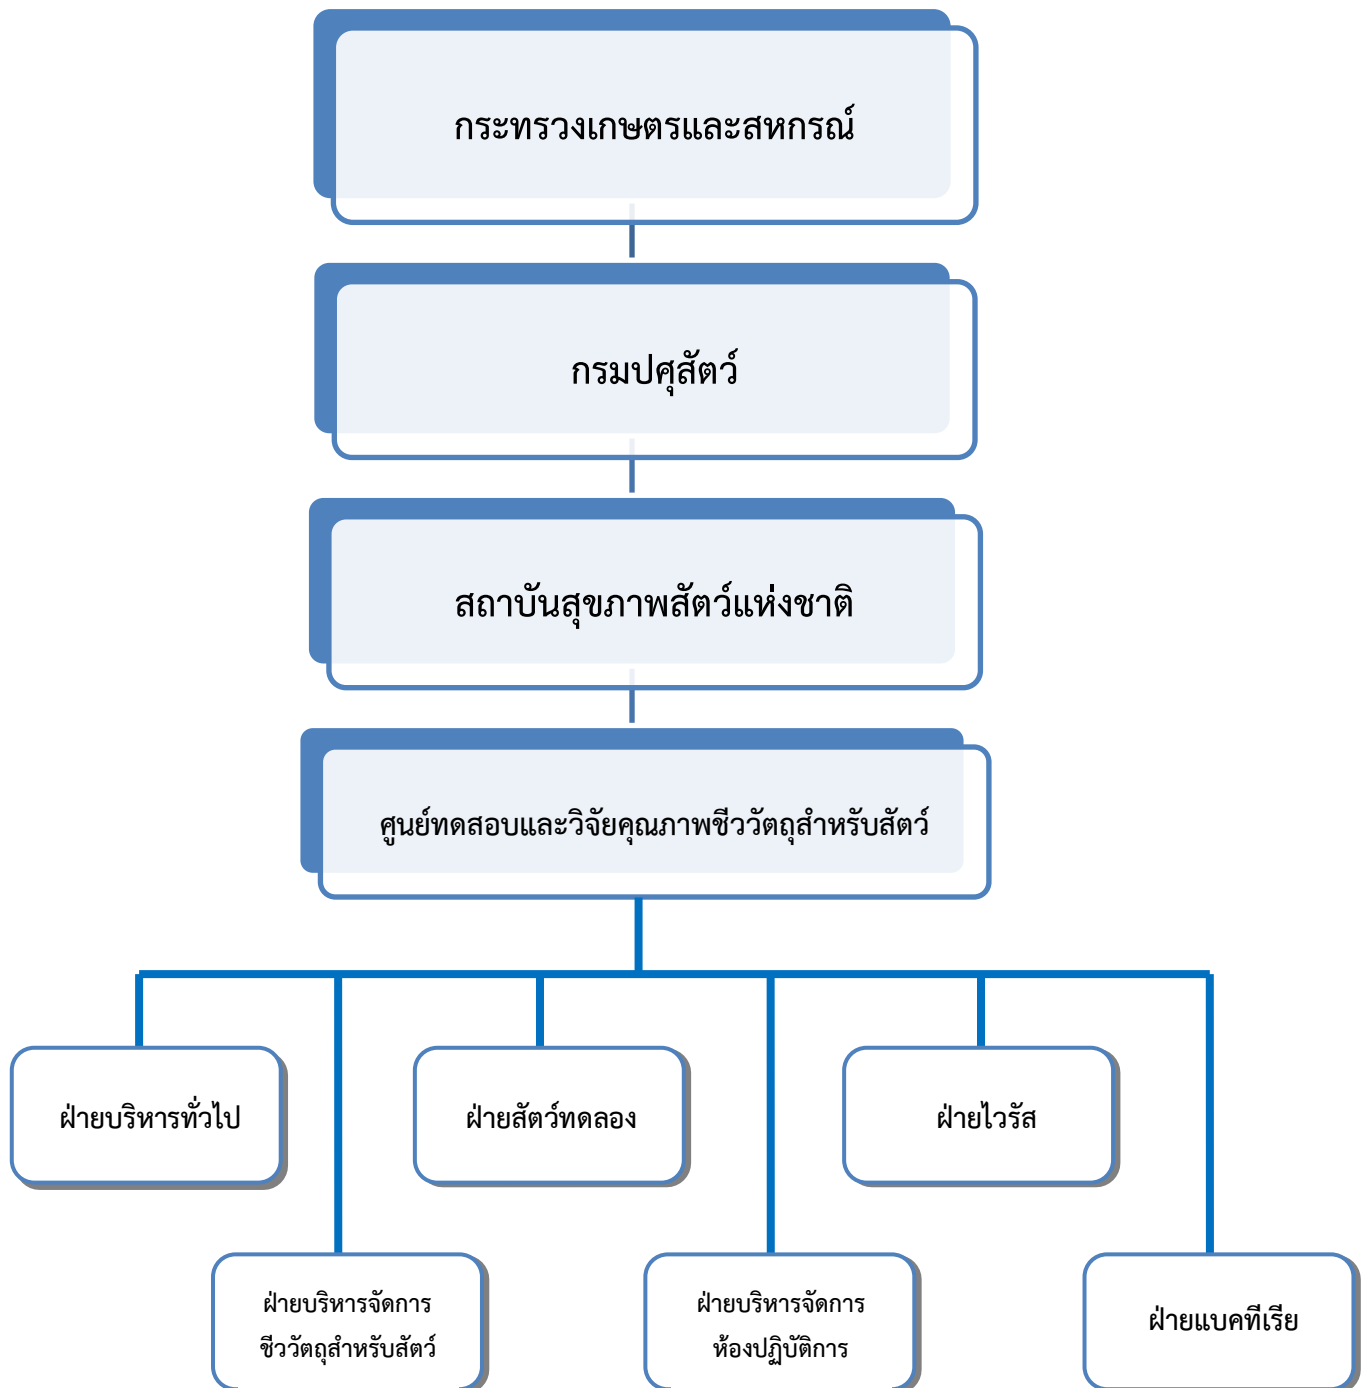 กระทรวงเกษตรและสหกรณ์
กรมปศุสัตว์
สถาบันสุขภาพสัตว์แห่งชาติ
ศูนย์ทดสอบและวิจัยคุณภาพชีววัตถุสำหรับสัตว์
ฝ่ายบริหารทั่วไป
ฝ่ายสัตว์ทดลอง
ฝ่ายไวรัส
ฝ่ายบริหารจัดการ
ชีววัตถุสำหรับสัตว์
ฝ่ายบริหารจัดการ
ห้องปฏิบัติการ
ฝ่ายแบคทีเรีย